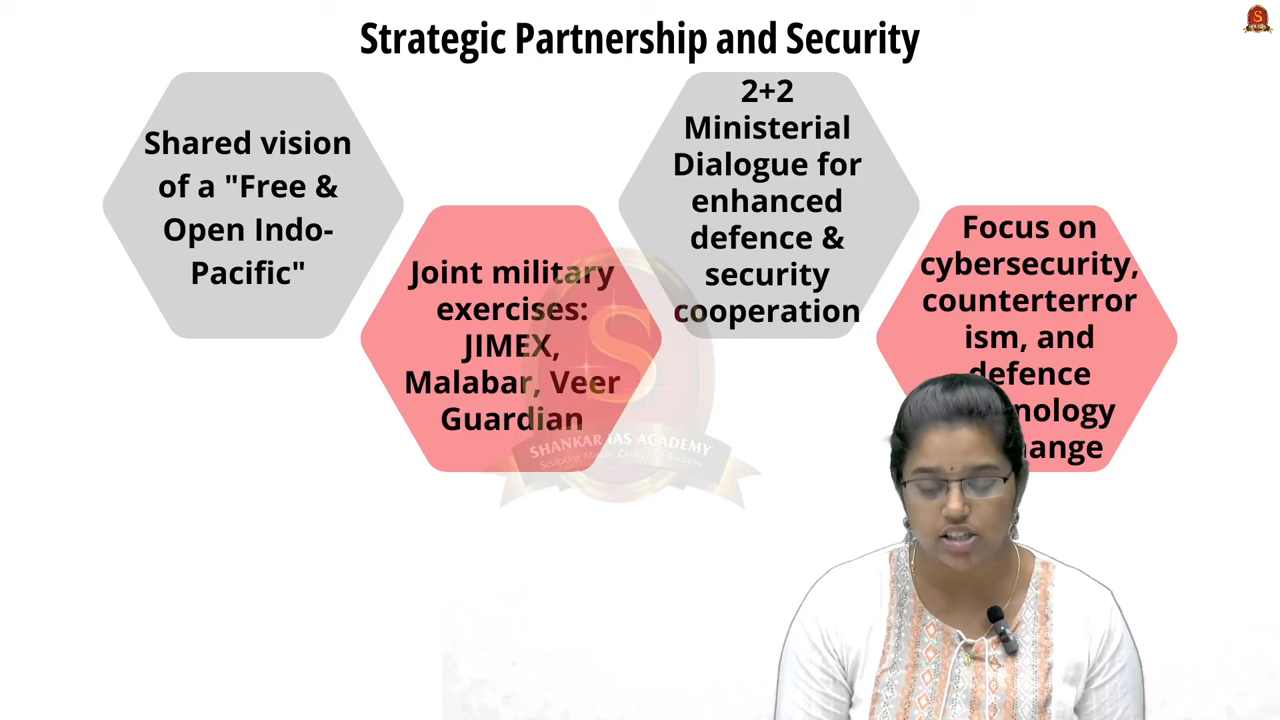 Strategic Partnership and Security
Shared vision
of a "Free &
Open Indo-
Pacific"
Joint military
exercises:
JIMEX,
Malabar, Veer
Guardian
2+2
Ministerial
Dialogue for
enhanced
defence &
security
cooperation
Focus on
cybersecurity,
counterterror
ism, and
defence
SHANKAR IAS ACADEMY